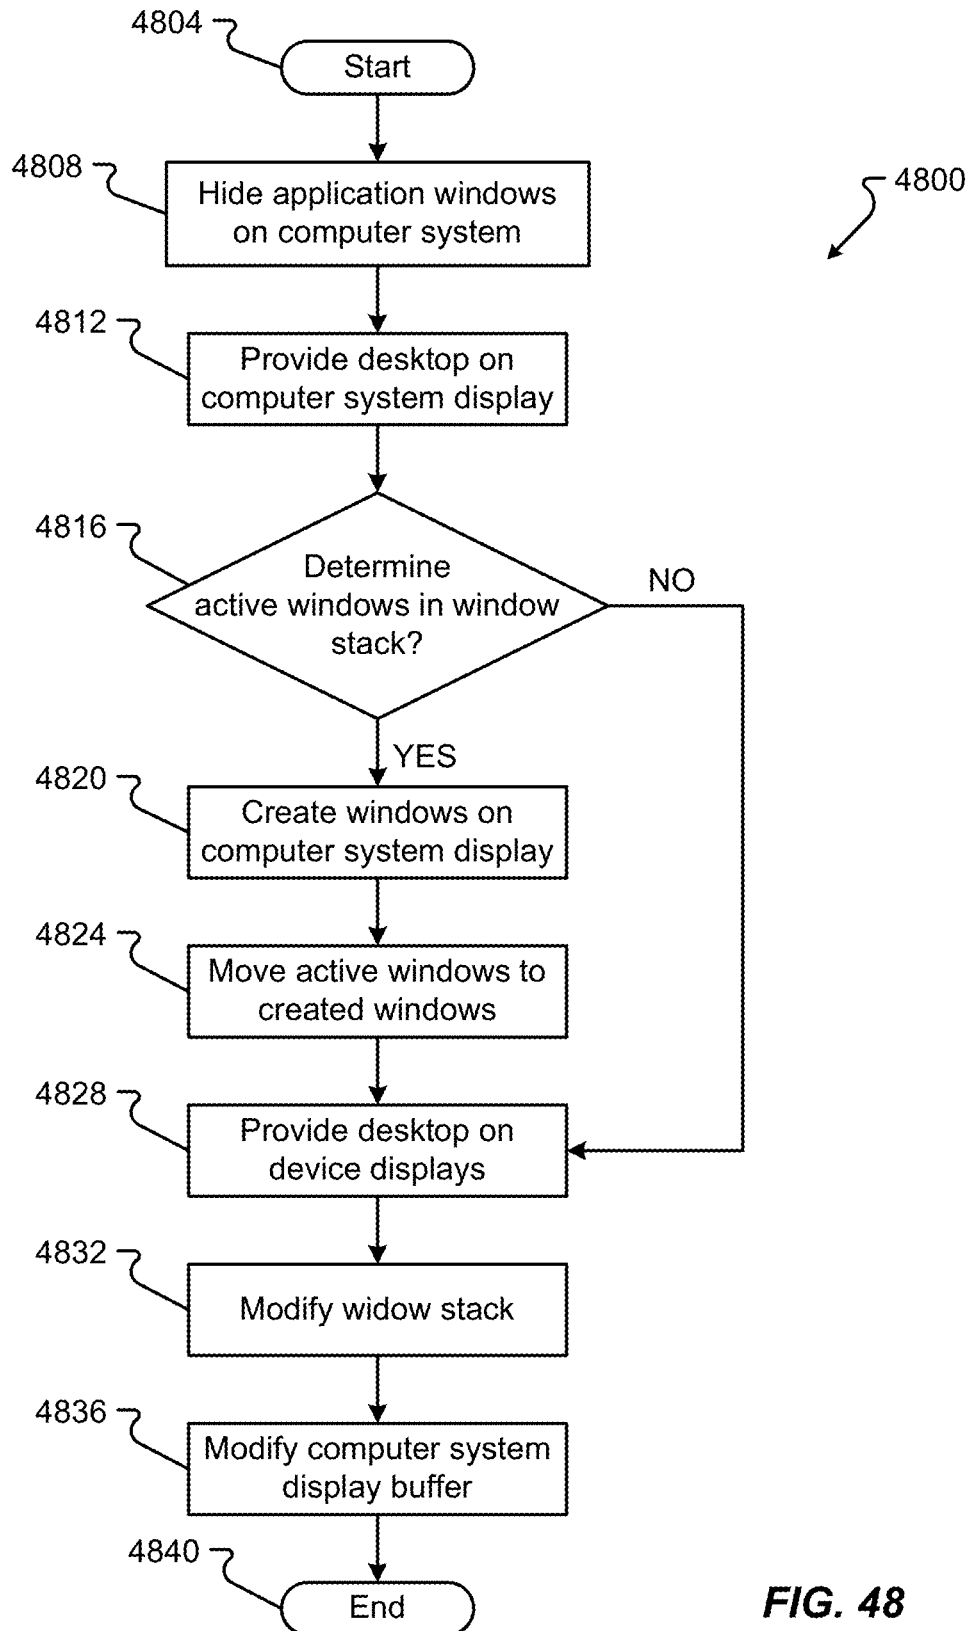 4804
Start
4808
Hide application windows
on computer system
4800
4812
Provide desktop on
computer system display
4816
Determine
active windows in window
stack?
NO
YES
4820
Create windows on
computer system display
4824
Move active windows to
created windows
4828
Provide desktop on
device displays
4832
Modify widow stack
4836
Modify computer system
display buffer
4840
End
FIG. 48